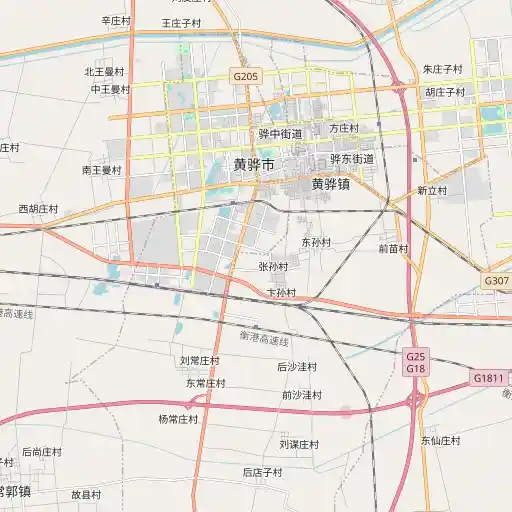 辛庄村
王庄子村
北王曼村
G205
朱庄子村
中王曼村
胡庄子村
骅中街道
方庄村
黄骅市
骅东街道
南王曼村
黄骅镇
新立村
西胡庄村
东孙村
前苗村
张孙村
G307
卞孙村
港高速线
衡港高速线
刘常庄村
后沙洼村
G25
G18
东常庄村
G1811
前沙洼村
杨常庄村
刘谋庄村
东仙庄村
后尚庄村
后店子村
常郭镇
故县村